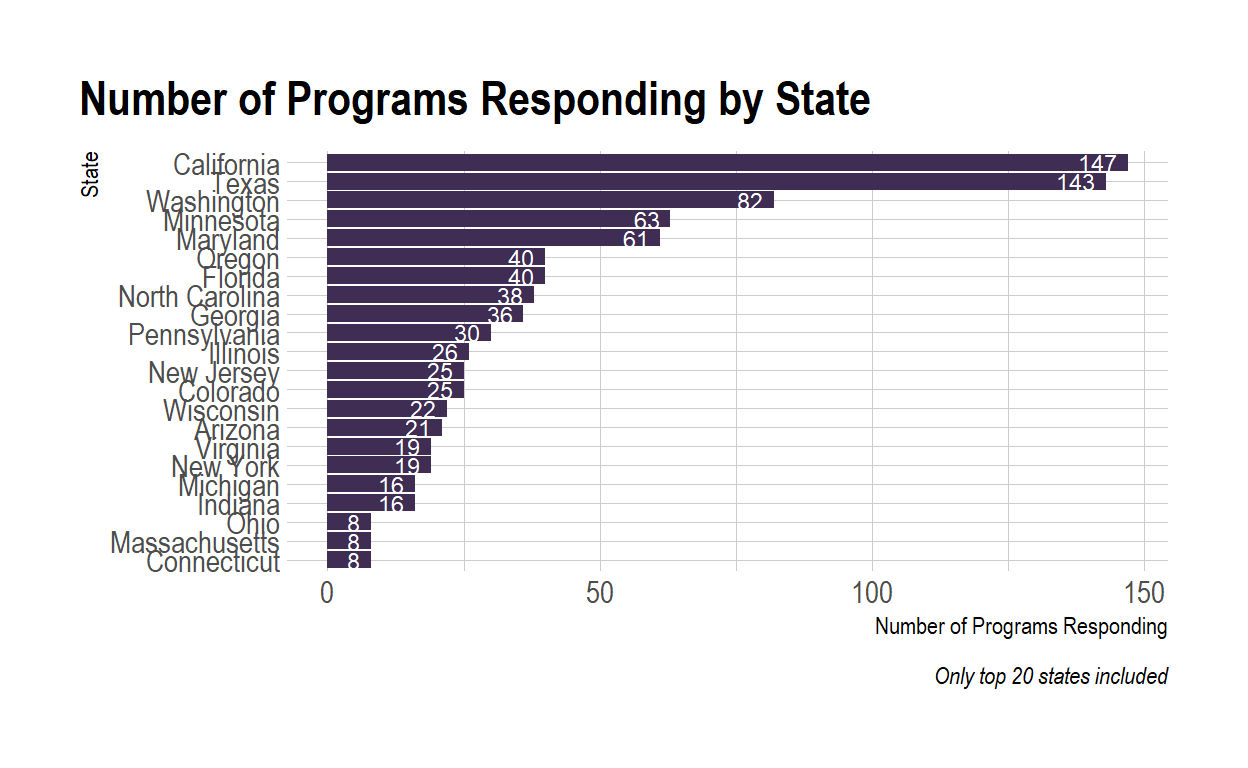 Number of Programs Responding by State
State
California 147
Texas 143
Washington 82
Minnesota 63
Maryland 61
Oregon 40
Florida 40
North Carolina 38
Georgia 36
Pennsylvania 30
Illinois 26
New Jersey 25
Colorado 25
Wisconsin 22
Arizona 21
Virginia 19
New York 19
Michigan 16
Indiana 16
Ohio 8
Massachusetts 8
Connecticut 8
0 50 100 150
Number of Programs Responding
Only top 20 states included